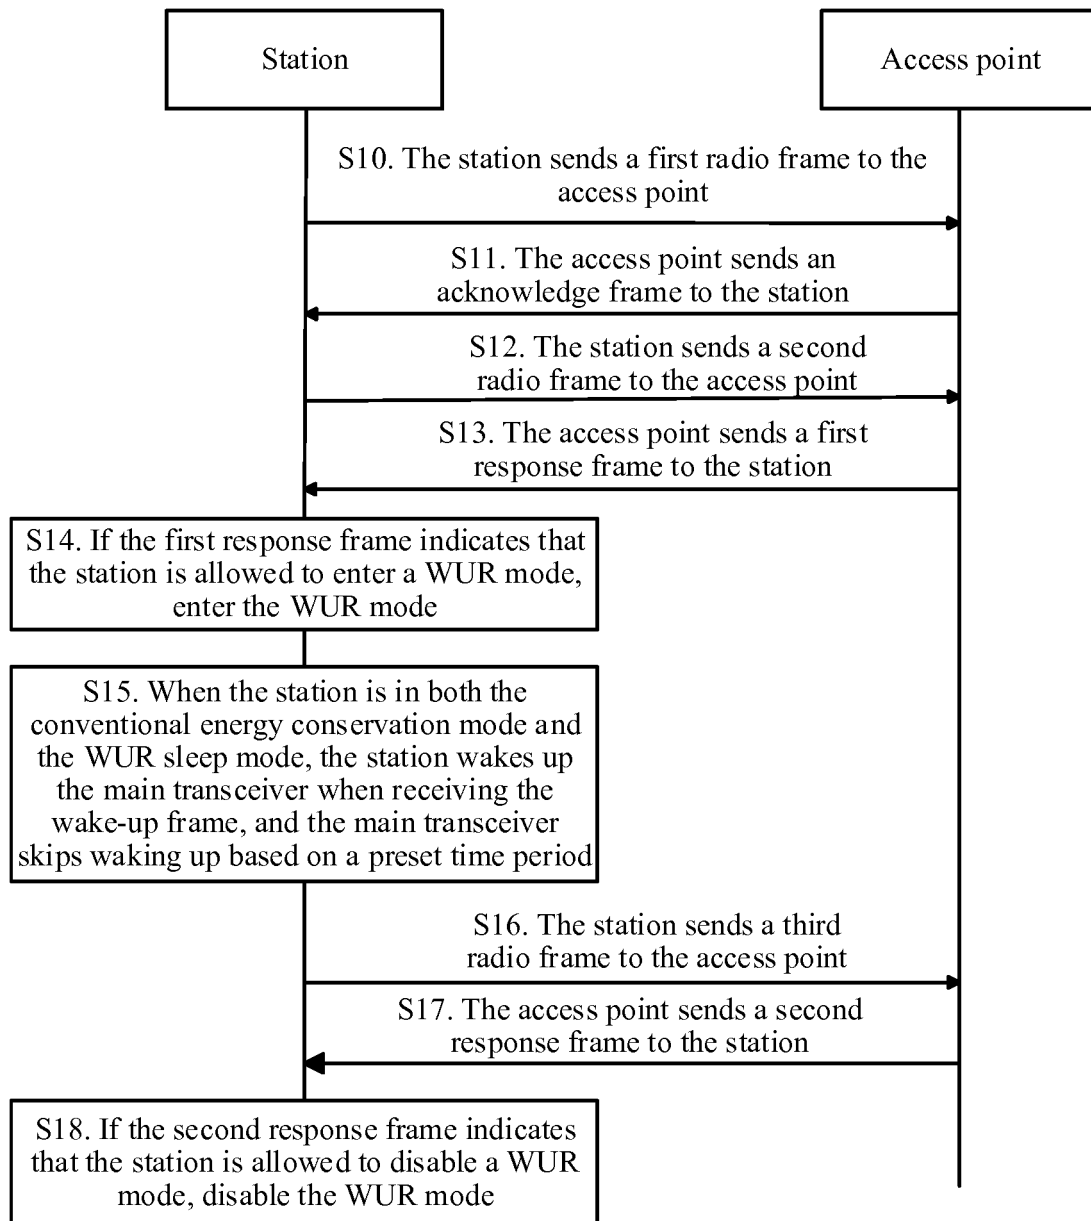 Station
Access point
S10. The station sends a first radio frame to the
access point
S11. The access point sends an
acknowledge frame to the station
S12. The station sends a second
radio frame to the access point
S13. The access point sends a first
response frame to the station
S14. If the first response frame indicates that
the station is allowed to enter a WUR mode,
enter the WUR mode
S15. When the station is in both the
conventional energy conservation mode and
the WUR sleep mode, the station wakes up
the main transceiver when receiving the
wake-up frame, and the main transceiver
skips waking up based on a preset time period
S16. The station sends a third
radio frame to the access point
S17. The access point sends a second
response frame to the station
S18. If the second response frame indicates
that the station is allowed to disable a WUR
mode, disable the WUR mode